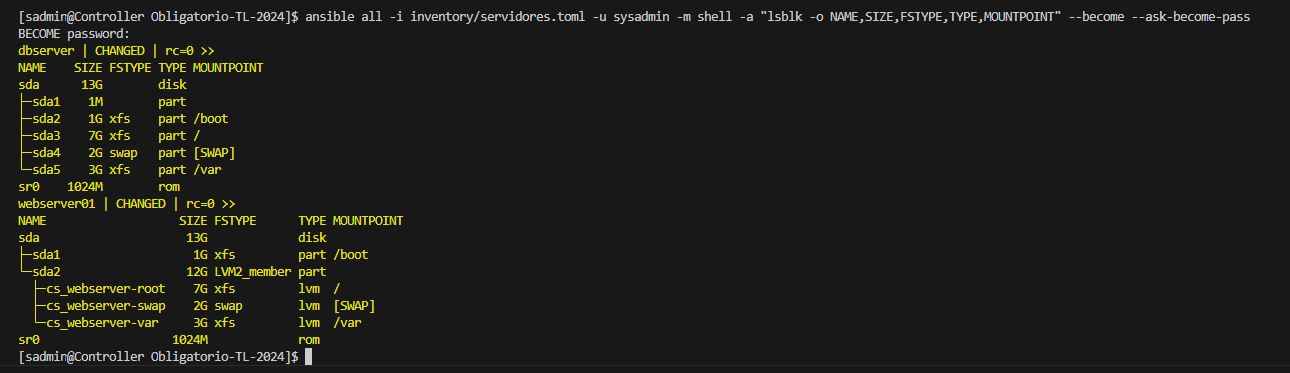 [sadmin@Controller Obligatorio-TL-2024]$ ansible all -i inventory/servidores.toml -u sysadmin -m shell -a "lsblk -o NAME,SIZE,FSTYPE,TYPE,MOUNTPOINT" --become --ask-become-pass
BECOME password:
dbserver | CHANGED | rc=0 >>
NAME    SIZE FSTYPE TYPE MOUNTPOINT
sda      13G        disk
├─sda1    1M        part
├─sda2    1G xfs    part /boot
├─sda3    7G xfs    part /
├─sda4    2G swap   part [SWAP]
└─sda5    3G xfs    part /var
sr0    1024M        rom
webserver01 | CHANGED | rc=0 >>
NAME                   SIZE FSTYPE      TYPE MOUNTPOINT
sda                     13G             disk
├─sda1                   1G xfs         part /boot
└─sda2                  12G LVM2_member part
  ├─cs_webserver-root    7G xfs         lvm  /
  ├─cs_webserver-swap    2G swap        lvm  [SWAP]
  └─cs_webserver-var     3G xfs         lvm  /var
sr0                   1024M             rom
[sadmin@Controller Obligatorio-TL-2024]$